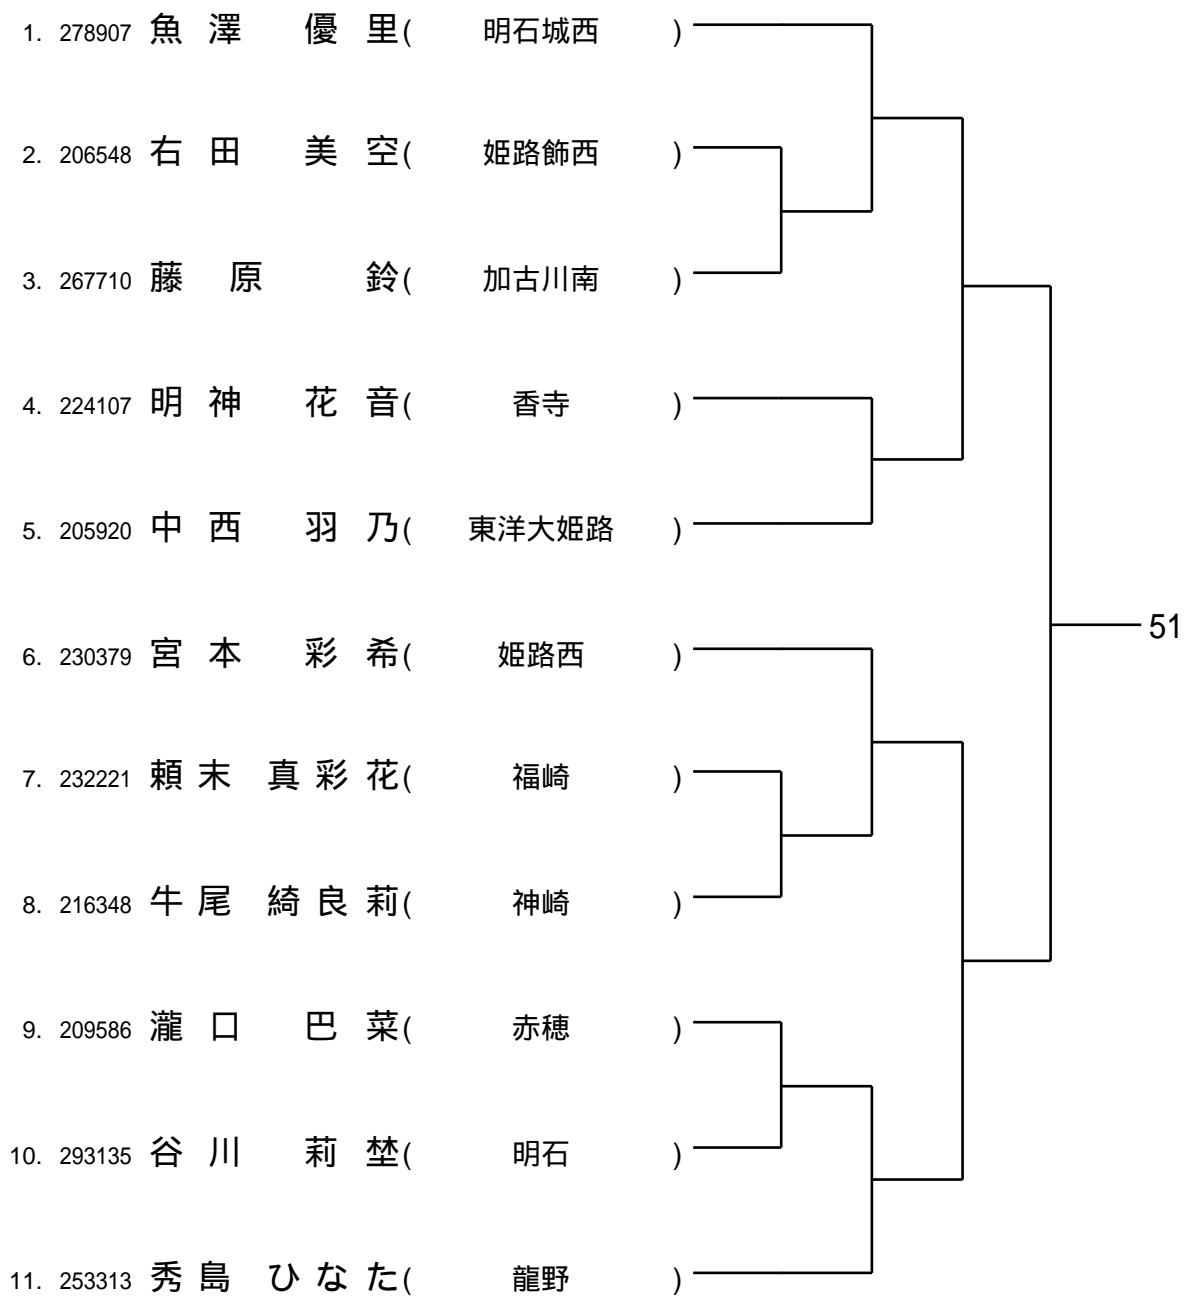 1. 278907 魚澤 優里( 明石城西 )
2. 206548 右田 美空( 姫路飾西 )
3. 267710 藤原 鈴( 加古川南 )
4. 224107 明神 花音( 香寺 )
5. 205920 中西 羽乃( 東洋大姫路 )
51
6. 230379 宮本 彩希( 姫路西 )
7. 232221 頼末 真彩花( 福崎 )
8. 216348 牛尾 綺良莉( 神崎 )
9. 209586 瀧口 巴菜( 赤穂 )
10. 293135 谷川 莉埜( 明石 )
11. 253313 秀島 ひなた( 龍野 )